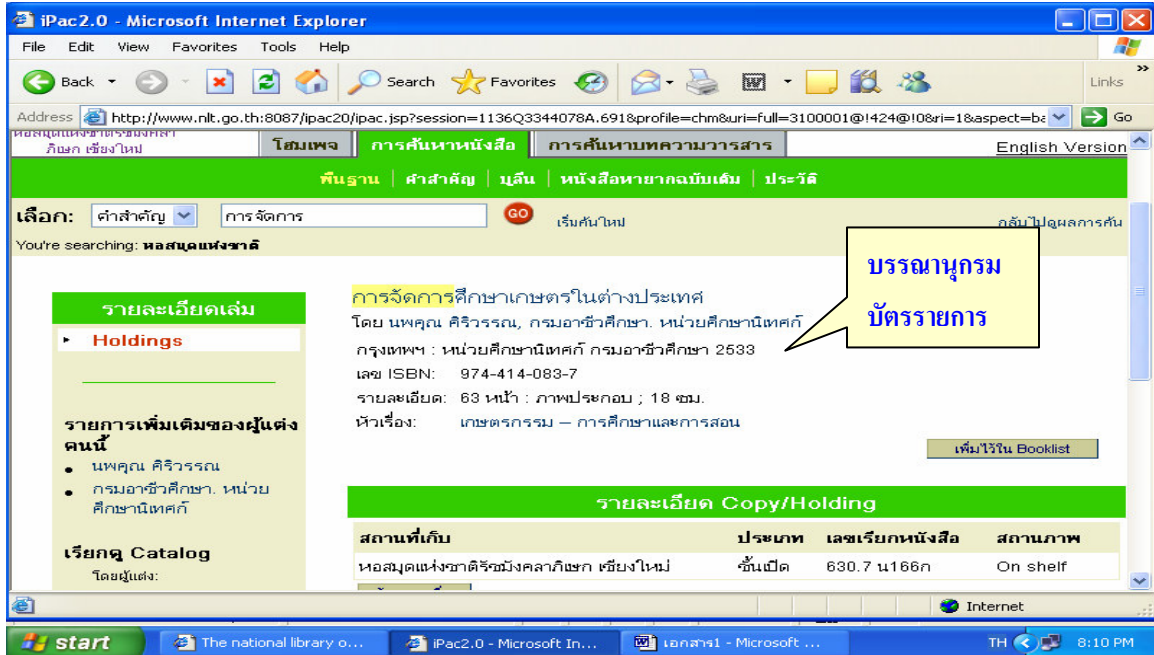 iPac2.0 - Microsoft Internet Explorer
File Edit View Favorites Tools Help
Back Search Favorites Links »
Address http://www.nlt.go.th:8087/ipac20/ipac.jsp?session=1136Q3344078A.691&profile=chm&uri=full=3100001@!424@!0&ri=1&aspect=ba Go
ภิเษก เชียงใหม่
โฮมเพจ การค้นหาหนังสือ การค้นหาบทความวารสาร English Version
พื้นฐาน | คำสำคัญ | บูลีน | หนังสือหายากฉบับเต็ม | ประวัติ
เลือก: คำสำคัญ การจัดการ GO เริ่มค้นใหม่ กลับไปดูผลการค้น
You're searching: หอสมุดแห่งชาติ
บรรณานุกรม
บัตรรายการ
รายละเอียดเล่ม
Holdings
รายการเพิ่มเติมของผู้แต่ง
คนนี้
นพคุณ ศิริวรรณ
กรมอาชีวศึกษา. หน่วย
ศึกษานิเทศก์
เรียกดู Catalog
โดยผู้แต่ง:
การจัดการศึกษาเกษตรในต่างประเทศ
โดย นพคุณ ศิริวรรณ, กรมอาชีวศึกษา. หน่วยศึกษานิเทศก์
กรุงเทพฯ : หน่วยศึกษานิเทศก์ กรมอาชีวศึกษา 2533
เลข ISBN: 974-414-083-7
รายละเอียด: 63 หน้า : ภาพประกอบ ; 18 ซม.
หัวเรื่อง: เกษตรกรรม – การศึกษาและการสอน
เพิ่มไว้ใน Booklist
รายละเอียด Copy/Holding
สถานที่เก็บ ประเภท เลขเรียกหนังสือ สถานภาพ
หอสมุดแห่งชาติรัชมังคลาภิเษก เชียงใหม่ ชั้นเปิด 630.7 น166ก On shelf
Internet
start The national library o... iPac2.0 - Microsoft In... เอกสาร1 - Microsoft ... TH 8:10 PM